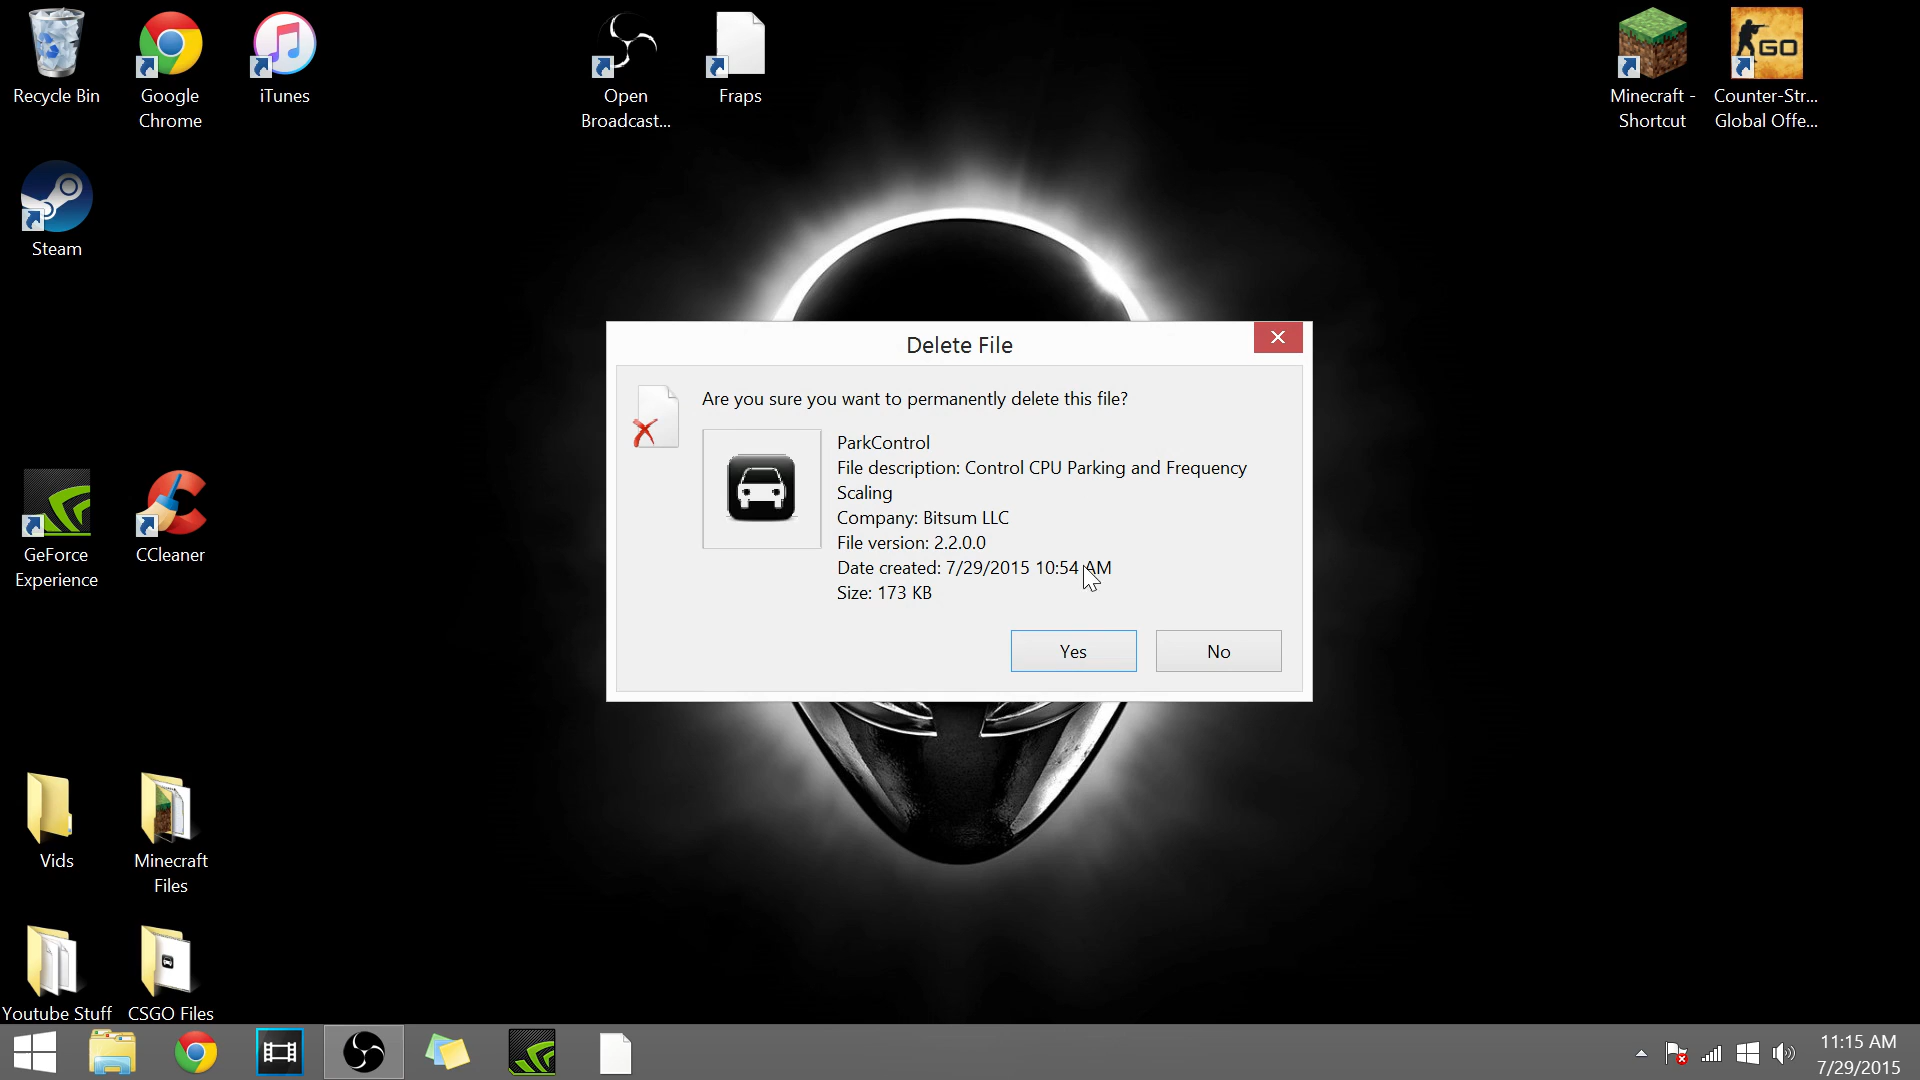 Recycle Bin
Google
Chrome
iTunes
Open
Broadcast...
Fraps
Minecraft -
Shortcut
GO
Counter-Str...
Global Offe...
Steam
Delete File
Are you sure you want to permanently delete this file?
ParkControl
File description: Control CPU Parking and Frequency
Scaling
Company: Bitsum LLC
File version: 2.2.0.0
Date created: 7/29/2015 10:54 AM
Size: 173 KB
Yes
No
GeForce
Experience
CCleaner
Vids
Minecraft
Files
Youtube Stuff
CSGO Files
11:15 AM
7/29/2015